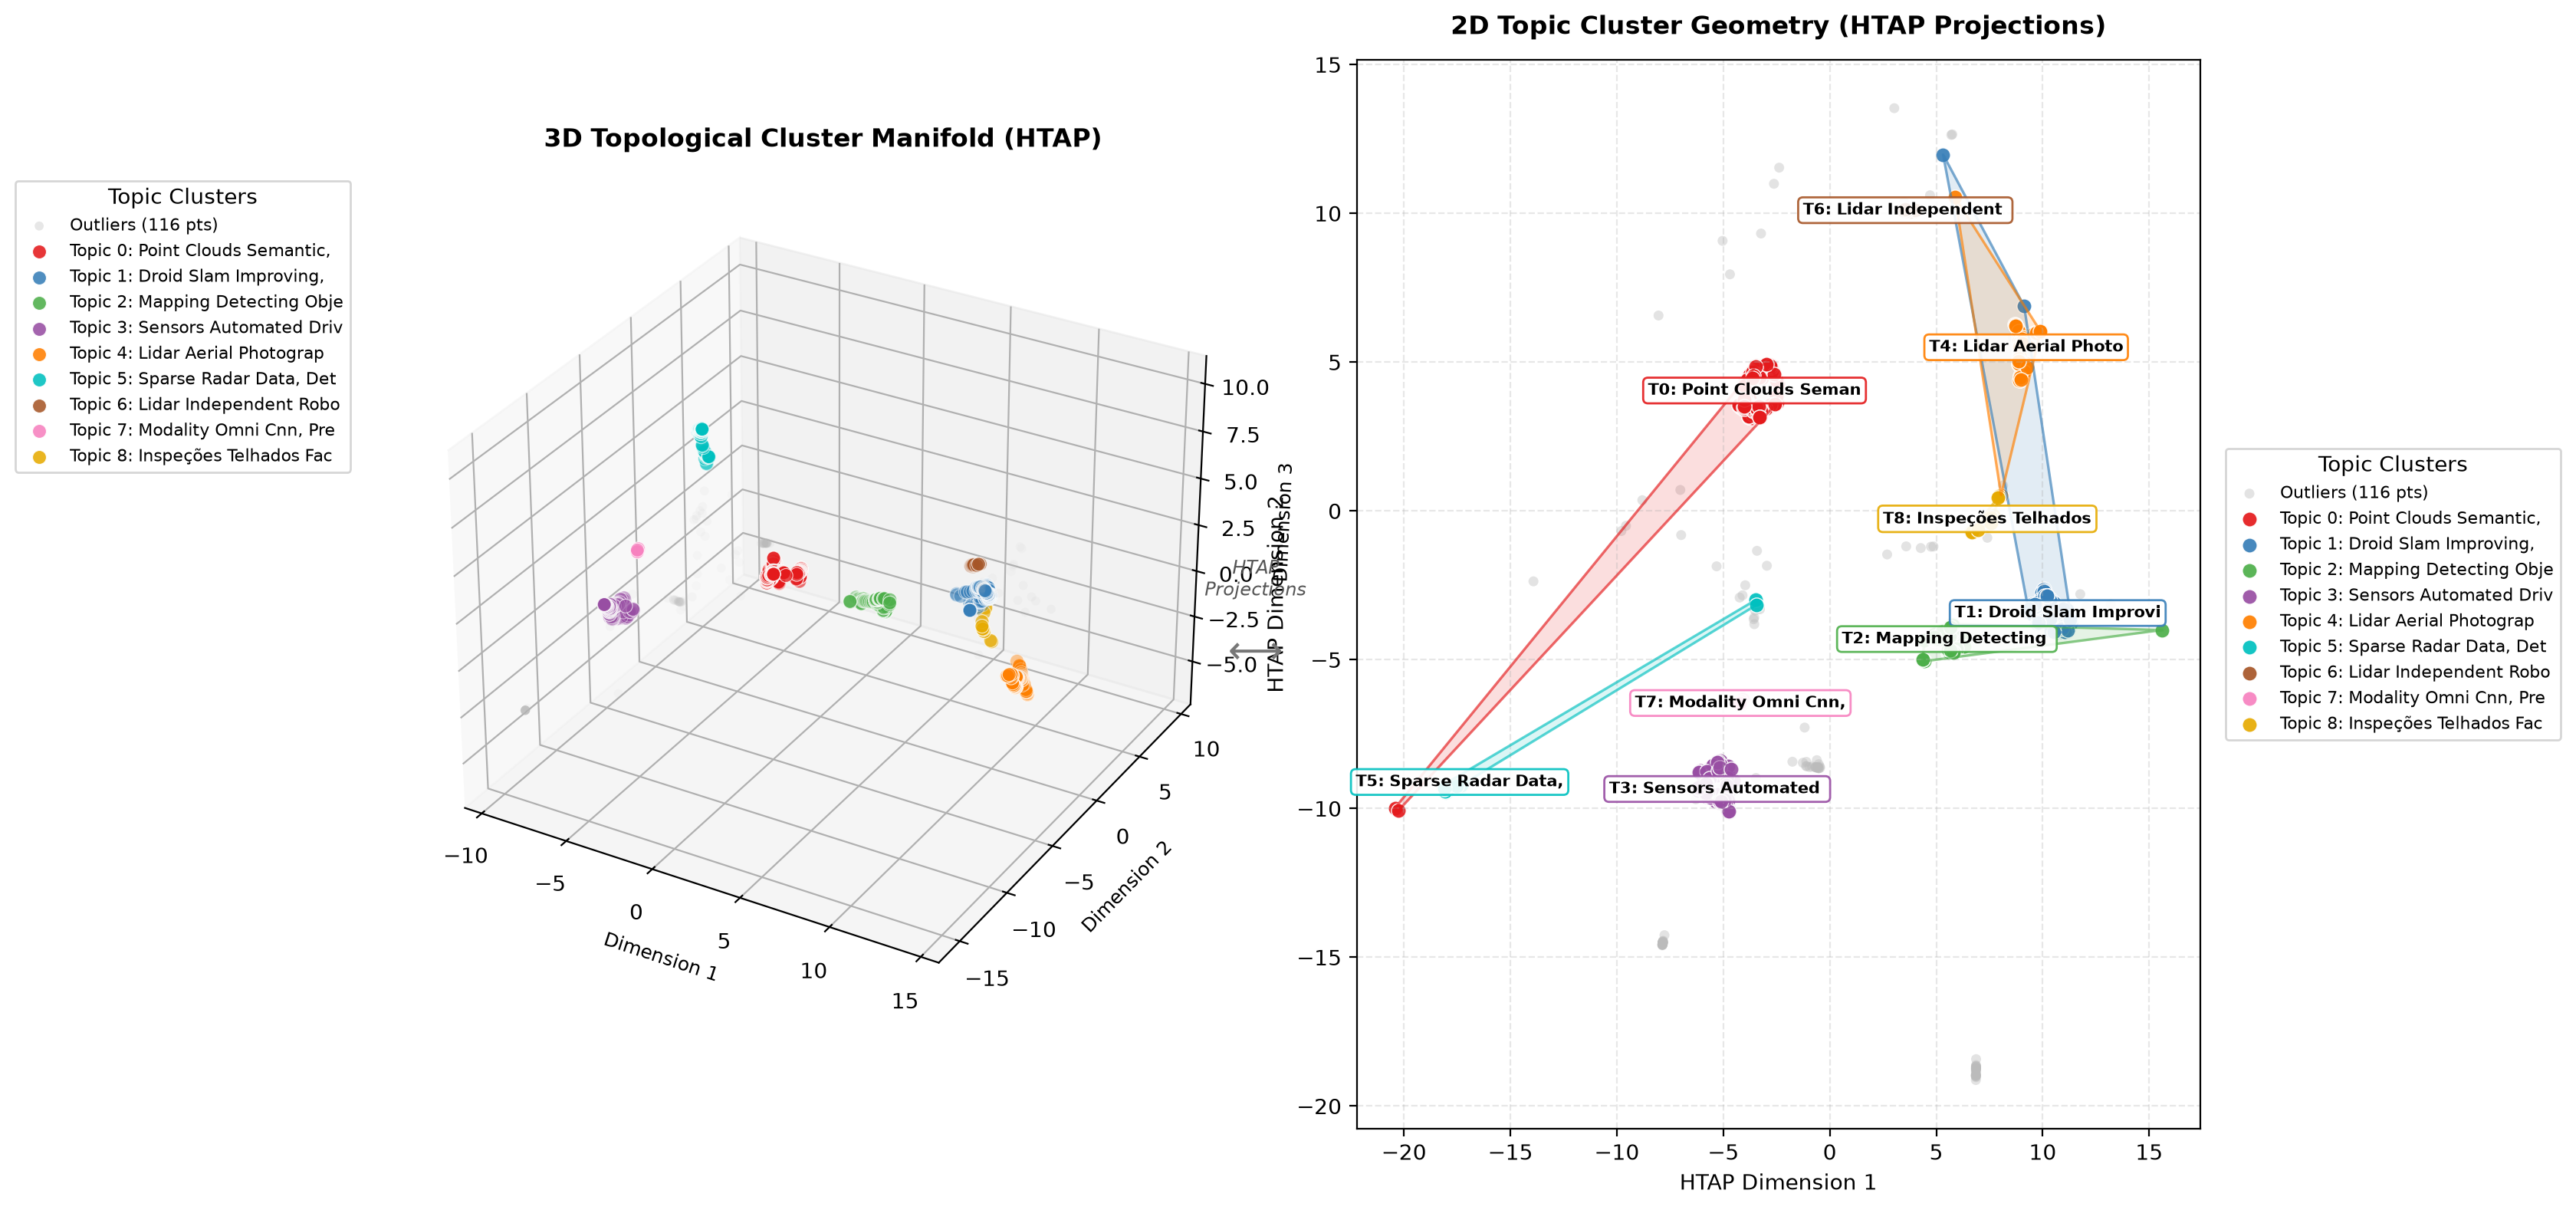 2D Topic Cluster Geometry (HTAP Projections)
3D Topological Cluster Manifold (HTAP)
Topic Clusters
Outliers (116 pts)
Topic 0: Point Clouds Semantic,
Topic 1: Droid Slam Improving,
Topic 2: Mapping Detecting Obje
Topic 3: Sensors Automated Driv
Topic 4: Lidar Aerial Photograp
Topic 5: Sparse Radar Data, Det
Topic 6: Lidar Independent Robo
Topic 7: Modality Omni Cnn, Pre
Topic 8: Inspeções Telhados Fac
10.0
7.5
5.0
2.5
0.0
−2.5
−5.0
Dimension 3
10
5
0
−5
−10
−15
Dimension 2
−10
−5
0
5
10
15
Dimension 1
HTAP
Projections
HTAP Dimension 2
15
10
5
0
−5
−10
−15
−20
T6: Lidar Independent
T4: Lidar Aerial Photo
T0: Point Clouds Seman
T8: Inspeções Telhados
T1: Droid Slam Improvi
T2: Mapping Detecting
T7: Modality Omni Cnn,
T5: Sparse Radar Data,
T3: Sensors Automated
−20
−15
−10
−5
0
5
10
15
HTAP Dimension 1
Topic Clusters
Outliers (116 pts)
Topic 0: Point Clouds Semantic,
Topic 1: Droid Slam Improving,
Topic 2: Mapping Detecting Obje
Topic 3: Sensors Automated Driv
Topic 4: Lidar Aerial Photograp
Topic 5: Sparse Radar Data, Det
Topic 6: Lidar Independent Robo
Topic 7: Modality Omni Cnn, Pre
Topic 8: Inspeções Telhados Fac